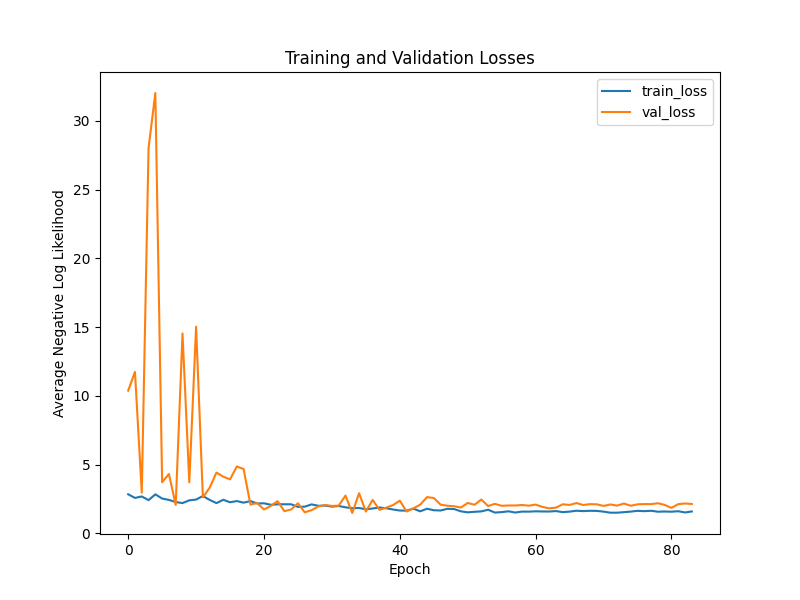 Training and Validation Losses
train_loss
val_loss
Average Negative Log Likelihood
30
25
20
15
10
5
0
0 20 40 60 80
Epoch